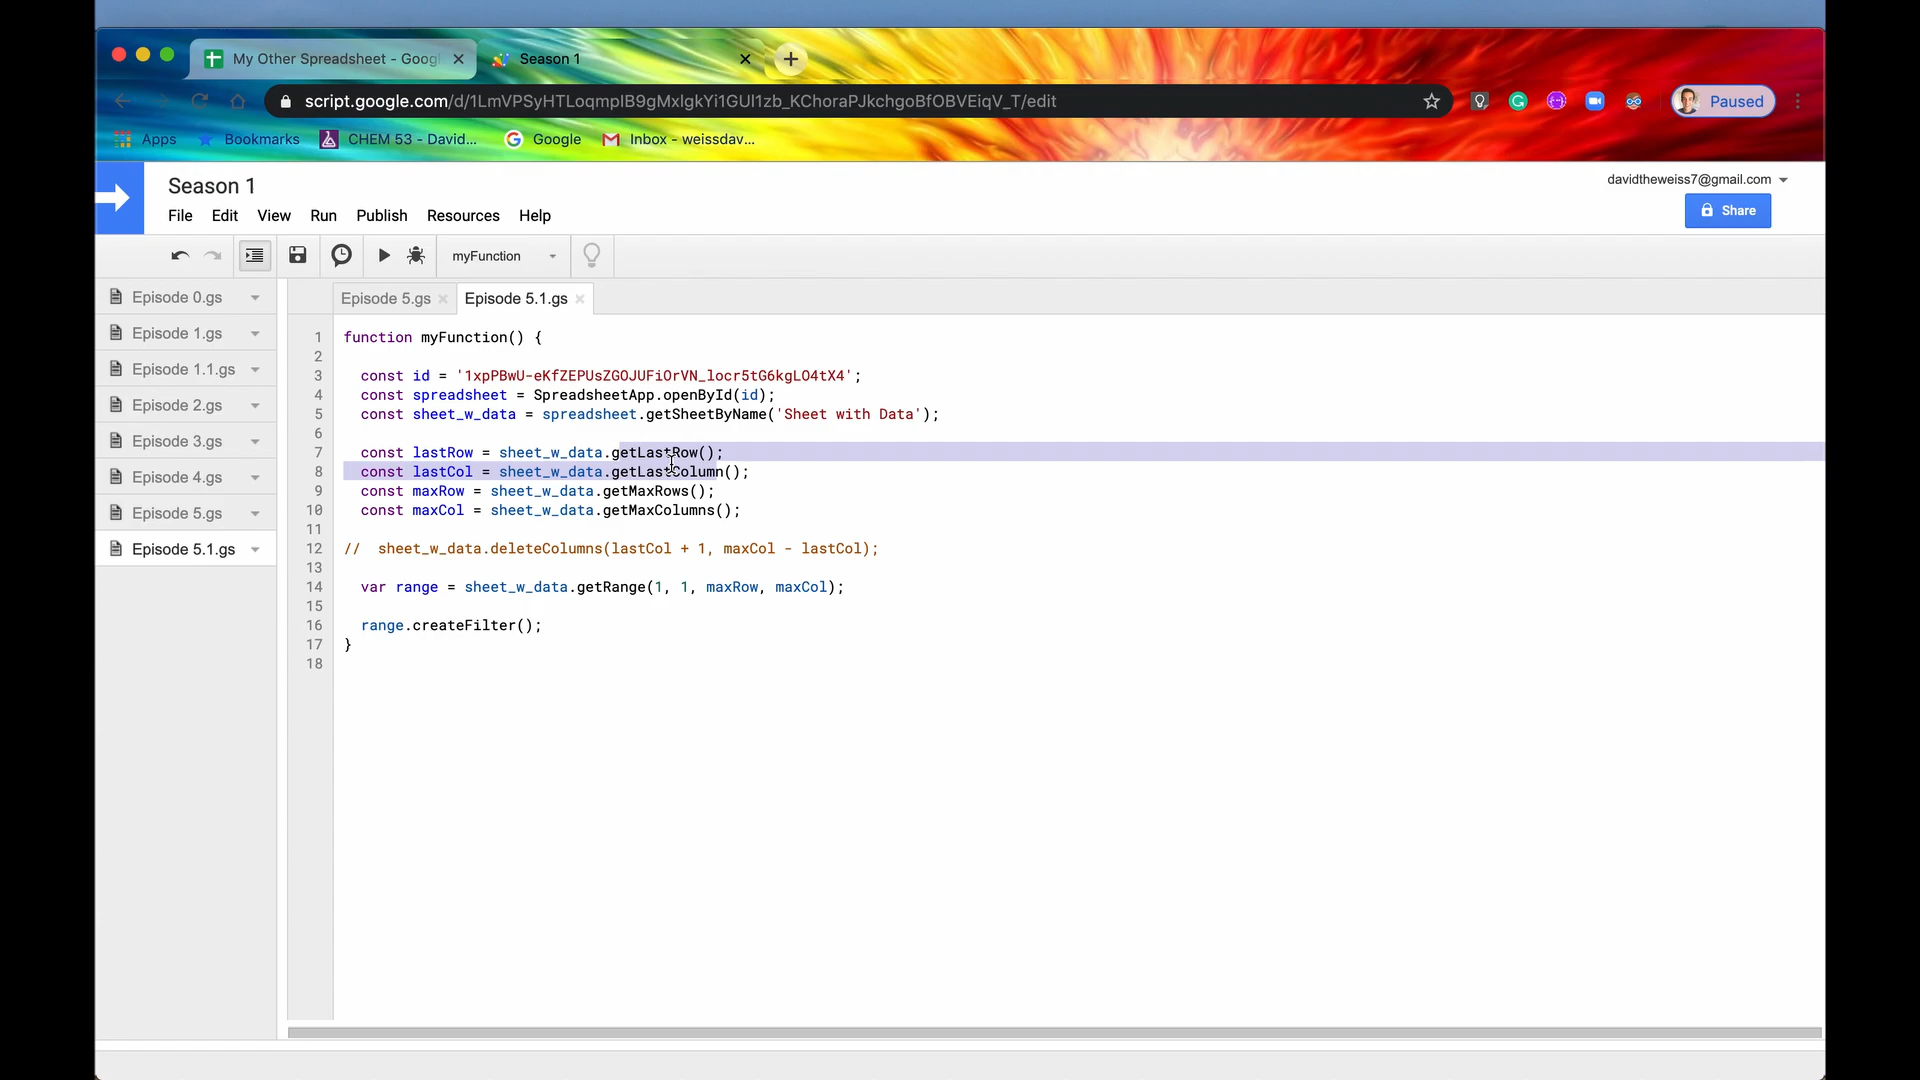 My Other Spreadsheet - Googl
Season 1
script.google.com/d/1LmVPSyHTLoqmpIB9gMxlgkYi1GUl1zb_KChoraPJkchgoBfOBVEiqV_T/edit
Paused
Apps
Bookmarks
CHEM 53 - David...
Google
Inbox - weissdav...
Season 1
davidtheweiss7@gmail.com
File Edit View Run Publish Resources Help
Share
myFunction
Episode 0.gs
Episode 1.gs
Episode 1.1.gs
Episode 2.gs
Episode 3.gs
Episode 4.gs
Episode 5.gs
Episode 5.1.gs
Episode 5.gs
Episode 5.1.gs
1 function myFunction() {
2
3 const id = '1xpPBwU-eKfZEPUsZGOJUFiOrVN_locr5tG6kgLO4tX4';
4 const spreadsheet = SpreadsheetApp.openById(id);
5 const sheet_w_data = spreadsheet.getSheetByName('Sheet with Data');
6
7 const lastRow = sheet_w_data.getLastRow();
8 const lastCol = sheet_w_data.getLastColumn();
9 const maxRow = sheet_w_data.getMaxRows();
10 const maxCol = sheet_w_data.getMaxColumns();
11
12 // sheet_w_data.deleteColumns(lastCol + 1, maxCol - lastCol);
13
14 var range = sheet_w_data.getRange(1, 1, maxRow, maxCol);
15
16 range.createFilter();
17 }
18